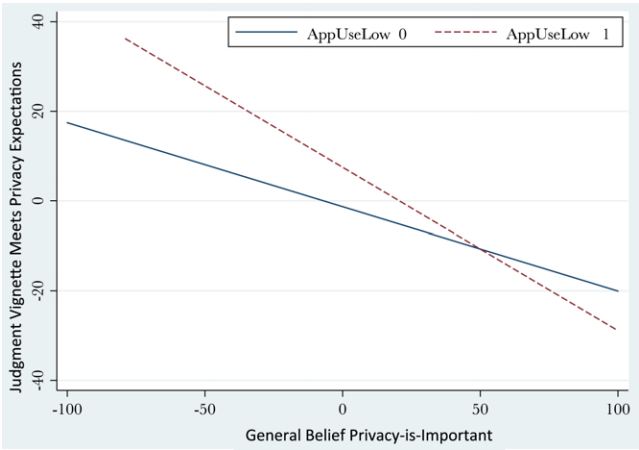 AppUseLow 0
AppUseLow 1
Judgment Vignette Meets Privacy Expectations
40
20
0
-20
-40
-100
-50
0
50
100
General Belief Privacy-is-Important